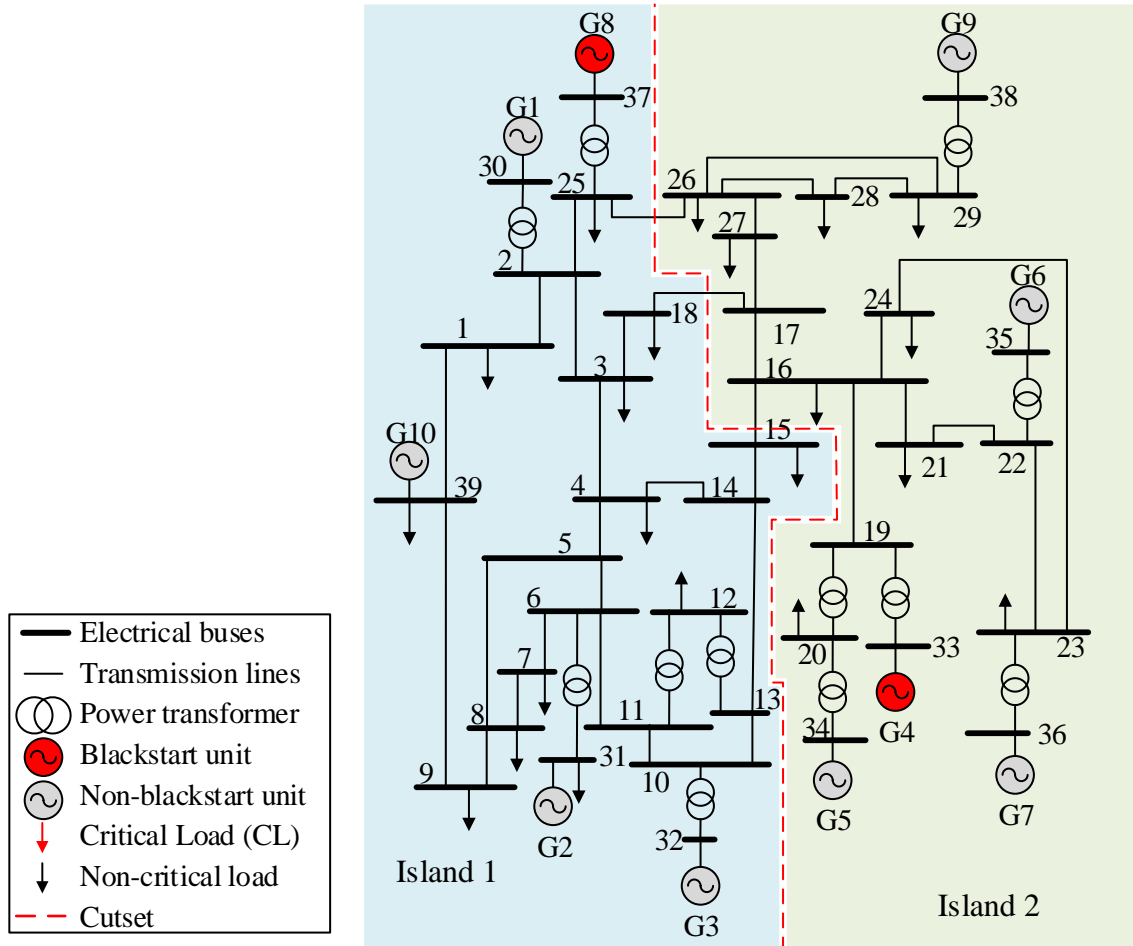 G8
G9
37
38
G1
30
25
26
28
29
27
2
24
G6
18
17
35
1
3
16
15
G10
21
22
39
4
14
5
19
6
12
7
20
33
23
8
11
13
34
G4
36
9
31
10
G2
32
G5
G7
Island 1
G3
Island 2
Electrical buses
Transmission lines
Power transformer
Blackstart unit
Non-blackstart unit
Critical Load (CL)
Non-critical load
Cutset